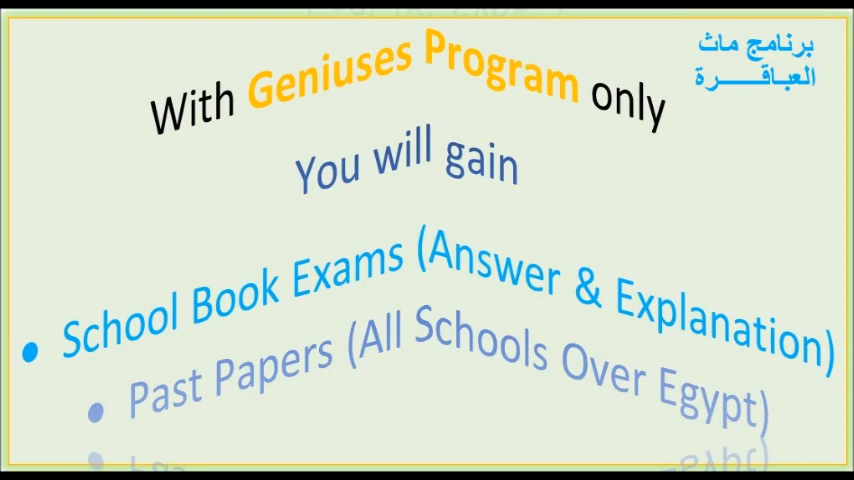 برنامج ماث
العباقـــــــرة
With Geniuses Program only
You will gain
• School Book Exams (Answer & Explanation)
• Past Papers (All Schools Over Egypt)